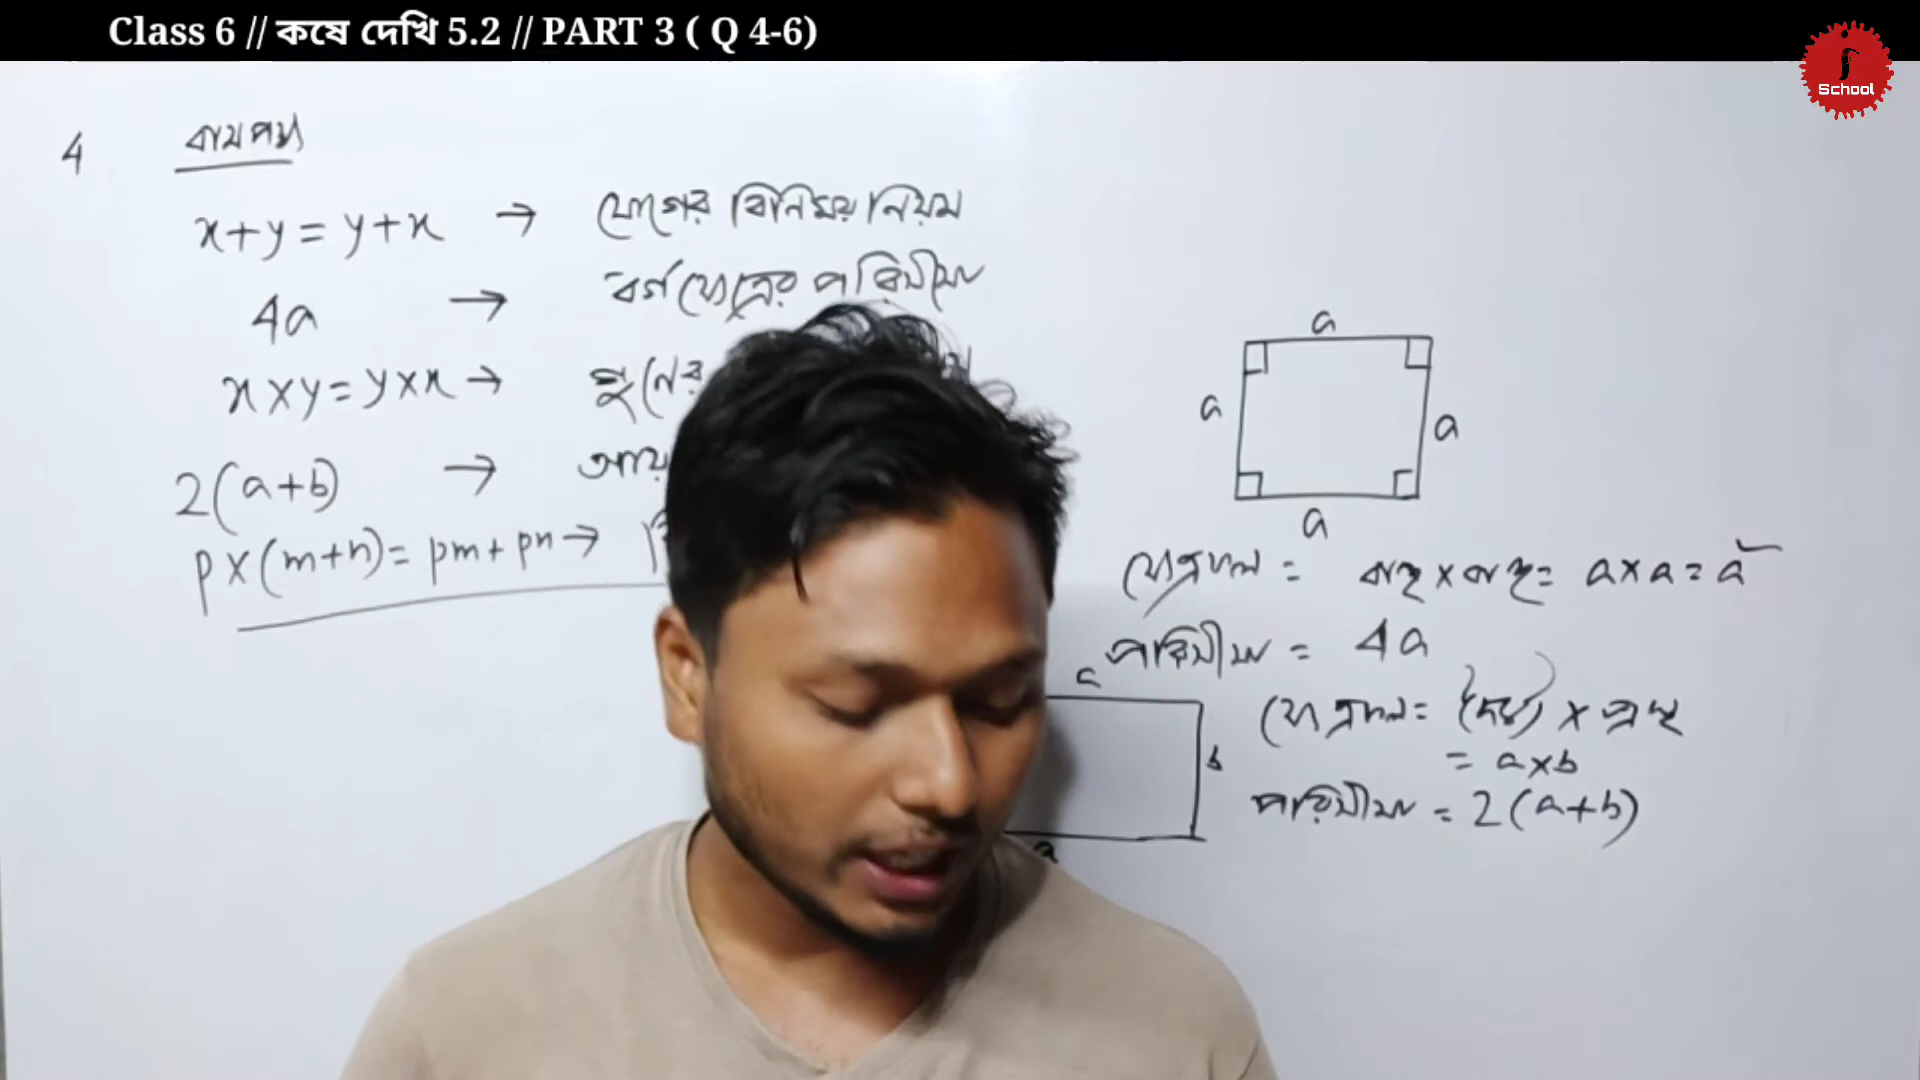 Class 6 // কষে দেখি 5.2 // PART 3 ( Q 4-6)
School
4 বামপক্ষ
x+y = y+x → যোগের বিনিময় নিয়ম
4a → বর্গক্ষেত্রের পরিসীমা
x×y = y×x → গুনের
2(a+b) →
p×(m+n) = pm + pn →
a
a
a
a
ক্ষেত্রফল = বাহু × বাহু = a×a = a²
পরিসীমা = 4a
a
b
a
ক্ষেত্রফল = দৈর্ঘ্য × প্রস্থ
= a×b
পরিসীমা = 2(a+b)